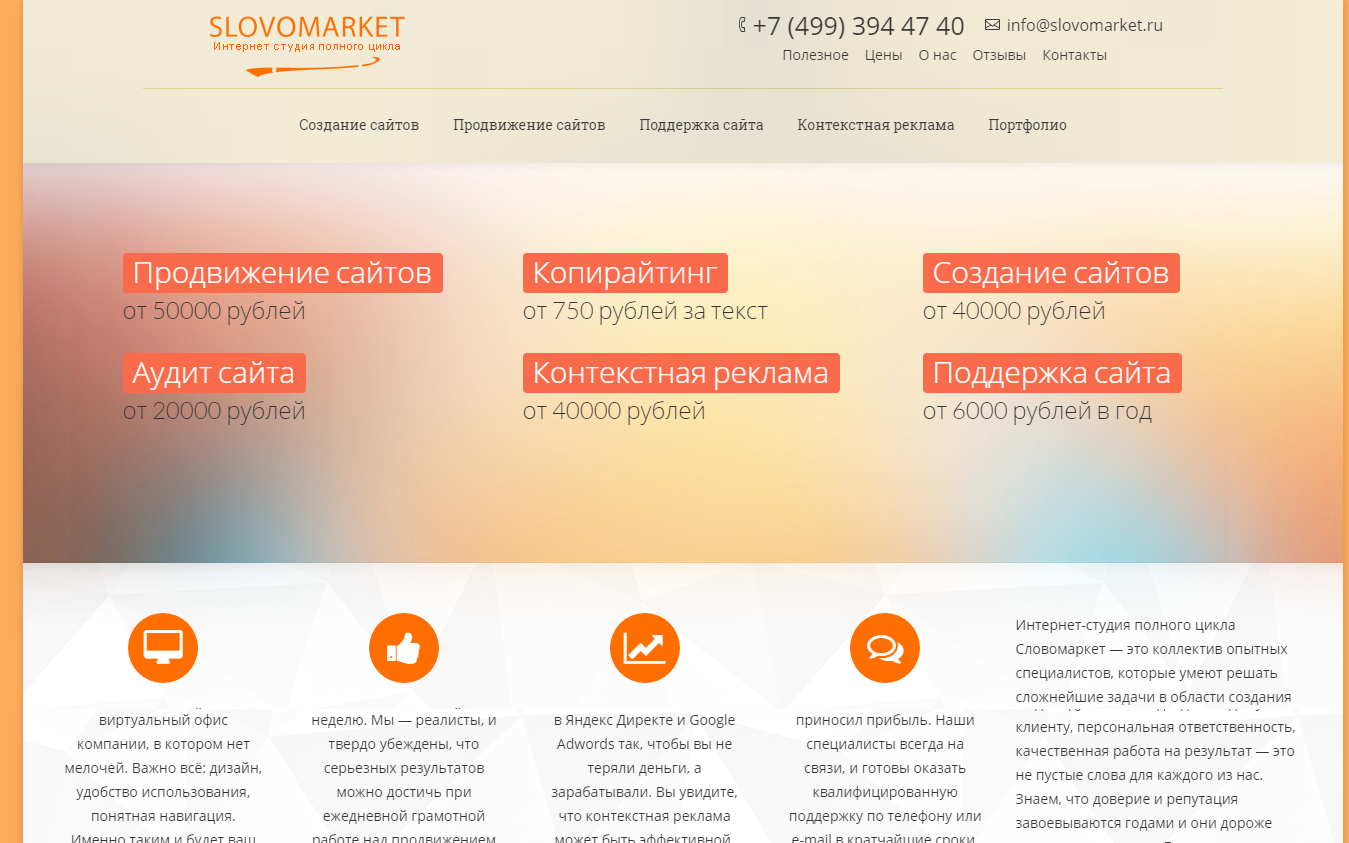 SLOVOMARKET
Интернет студия полного цикла
+7 (499) 394 47 40 info@slovomarket.ru
Полезное Цены О нас Отзывы Контакты
Создание сайтов Продвижение сайтов Поддержка сайта Контекстная реклама Портфолио
Продвижение сайтов
от 50000 рублей
Копирайтинг
от 750 рублей за текст
Создание сайтов
от 40000 рублей
Аудит сайта
от 20000 рублей
Контекстная реклама
от 40000 рублей
Поддержка сайта
от 6000 рублей в год
виртуальный офис
компании, в котором нет
мелочей. Важно всё: дизайн,
удобство использования,
понятная навигация.
Именно таким и будет ваш
неделю. Мы — реалисты, и
твердо убеждены, что
серьезных результатов
можно достичь при
ежедневной грамотной
работе над продвижением
в Яндекс Директе и Google
Adwords так, чтобы вы не
теряли деньги, а
зарабатывали. Вы увидите,
что контекстная реклама
может быть эффективной
приносил прибыль. Наши
специалисты всегда на
связи, и готовы оказать
квалифицированную
поддержку по телефону или
e-mail в кратчайшие сроки
Интернет-студия полного цикла
Словомаркет — это коллектив опытных
специалистов, которые умеют решать
сложнейшие задачи в области создания
клиенту, персональная ответственность,
качественная работа на результат — это
не пустые слова для каждого из нас.
Знаем, что доверие и репутация
завоевываются годами и они дороже